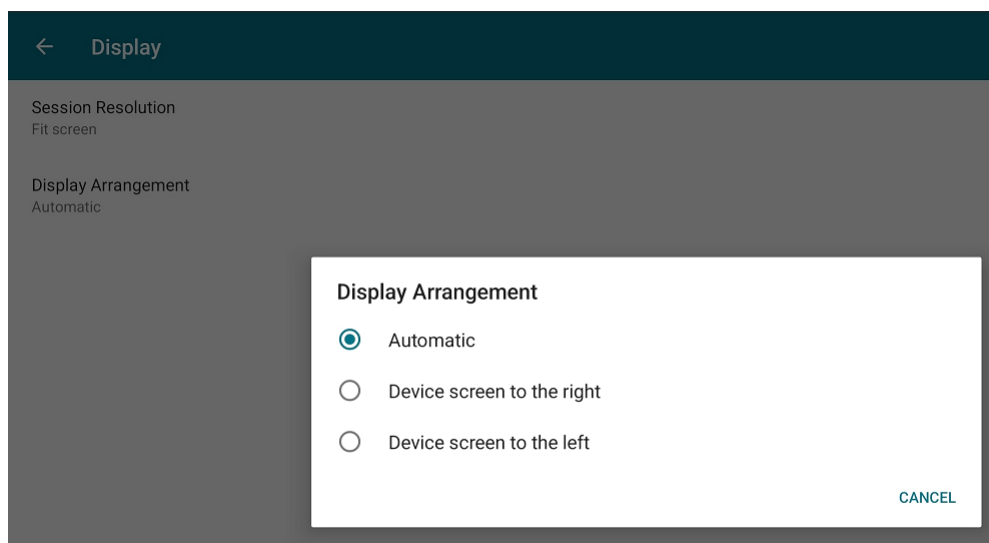 Display
Session Resolution
Fit screen
Display Arrangement
Automatic
Display Arrangement
Automatic
Device screen to the right
Device screen to the left
CANCEL